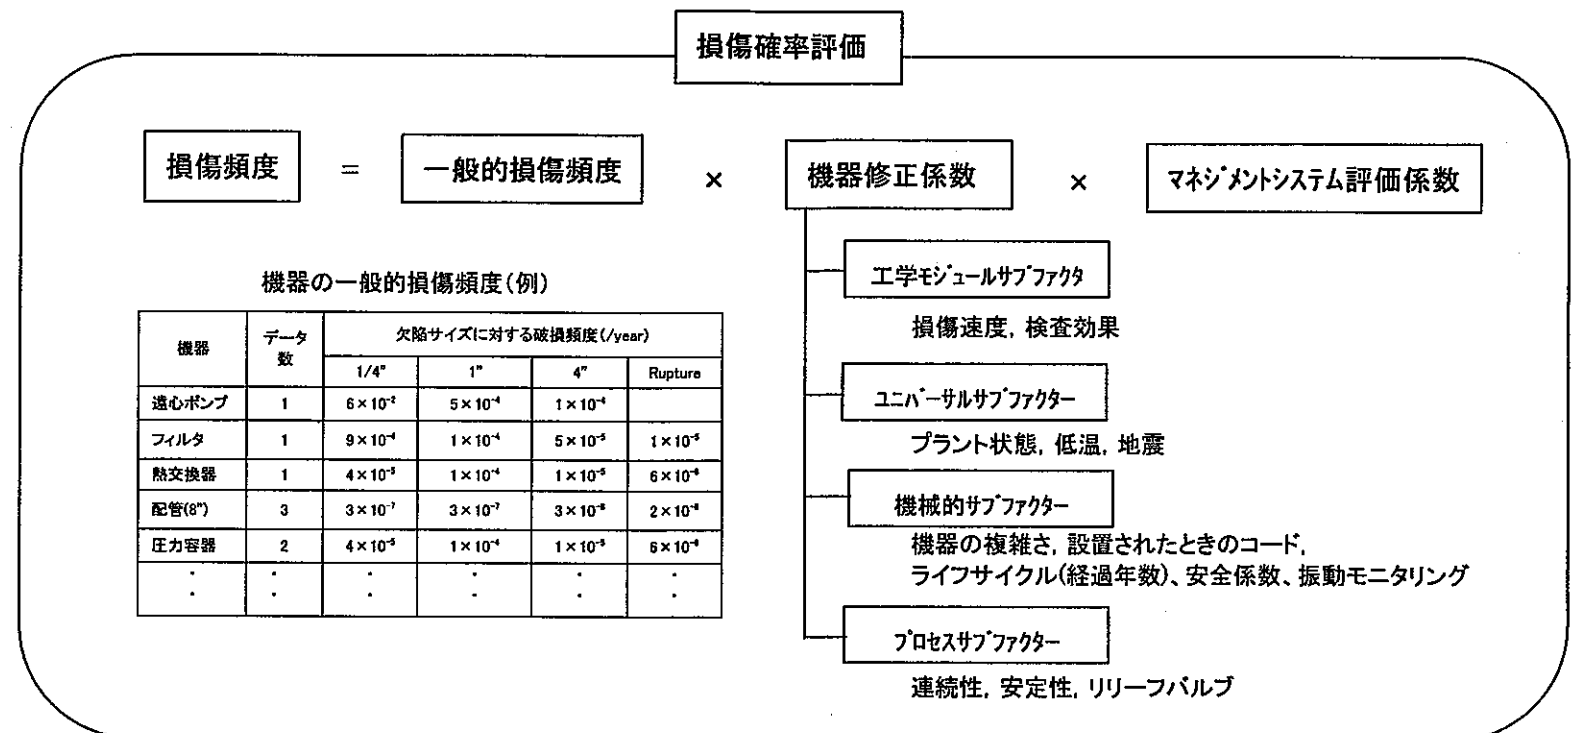 損傷確率評価
損傷頻度 = 一般的損傷頻度 × 機器修正係数 × マネジメントシステム評価係数
機器の一般的損傷頻度(例)
機器 データ数 欠陥サイズに対する破損頻度(/year)
1/4" 1" 4" Rupture
遠心ポンプ 1 6×10⁻² 5×10⁻⁴ 1×10⁻⁴
フィルタ 1 9×10⁻⁴ 1×10⁻⁴ 5×10⁻⁵ 1×10⁻⁵
熱交換器 1 4×10⁻⁵ 1×10⁻⁴ 1×10⁻⁵ 6×10⁻⁶
配管(8") 3 3×10⁻⁷ 3×10⁻⁷ 3×10⁻⁸ 2×10⁻⁸
圧力容器 2 4×10⁻⁵ 1×10⁻⁴ 1×10⁻⁵ 6×10⁻⁶
工学モジュールサブファクタ
損傷速度, 検査効果
ユニバーサルサブファクター
プラント状態, 低温, 地震
機械的サブファクター
機器の複雑さ, 設置されたときのコード,
ライフサイクル(経過年数)、安全係数、振動モニタリング
プロセスサブファクター
連続性, 安定性, リリーフバルブ